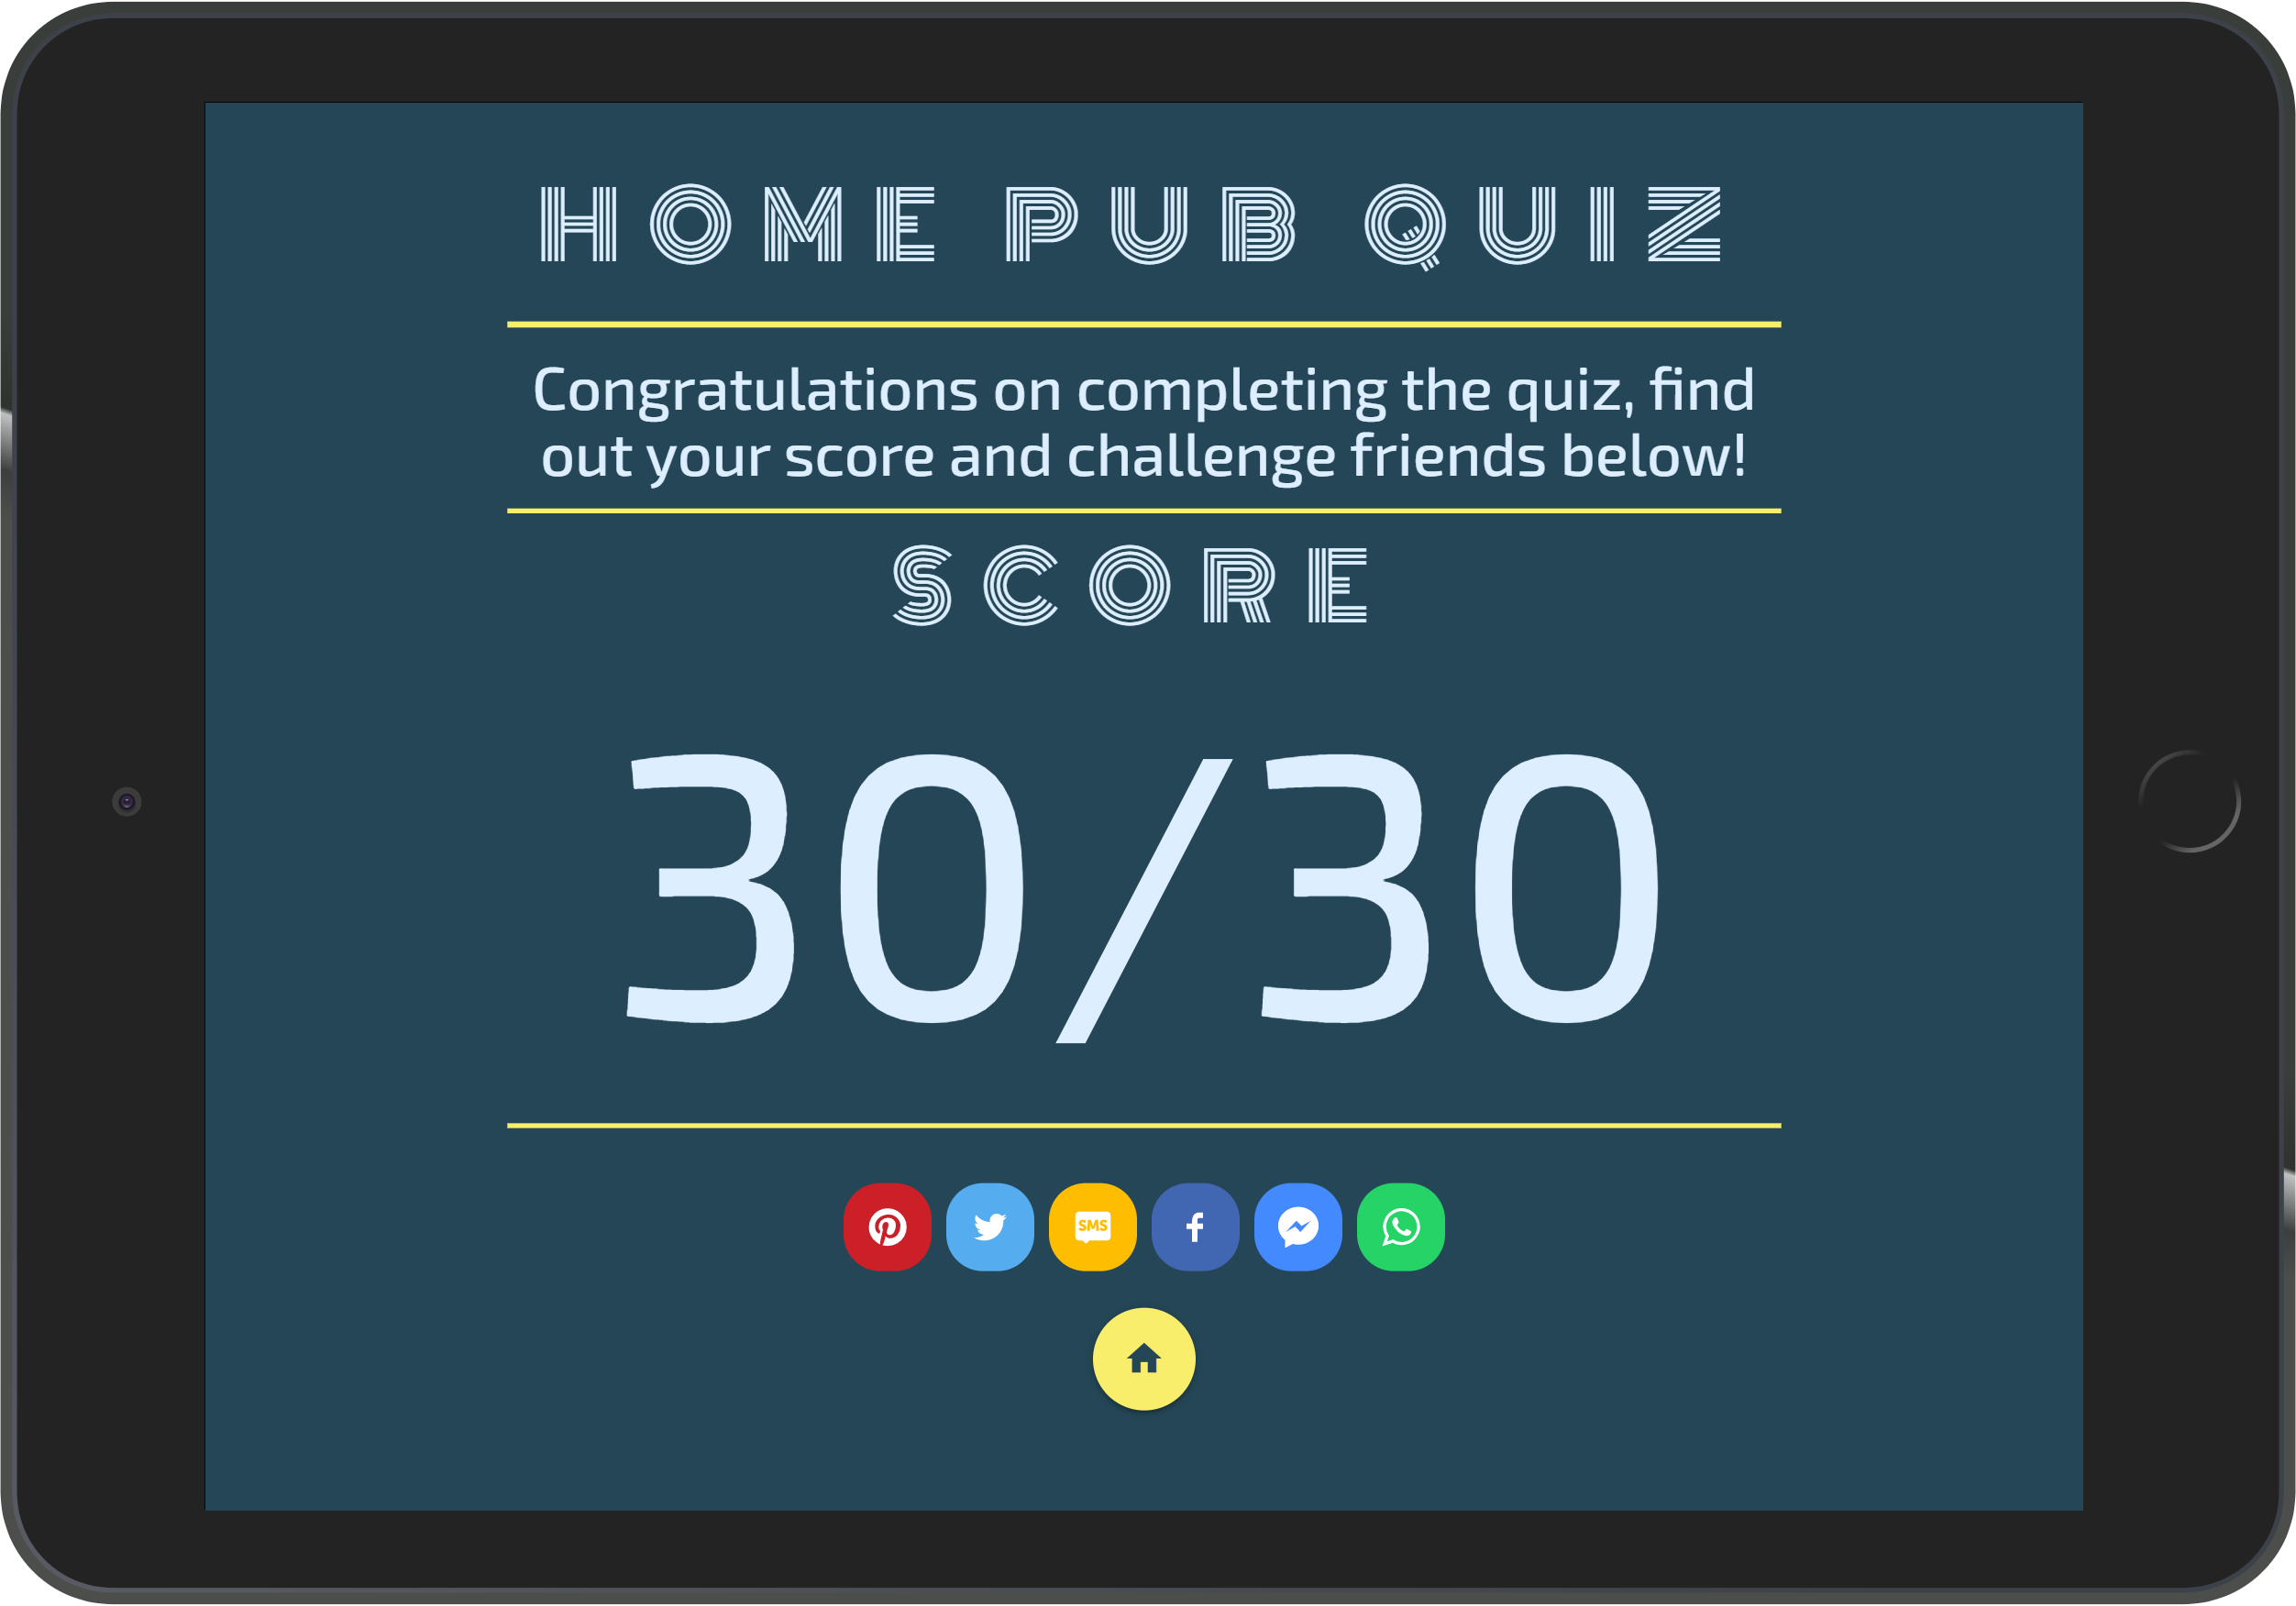 HOME PUB QUIZ
Congratulations on completing the quiz, find
out your score and challenge friends below!
SCORE
30/30
SMS